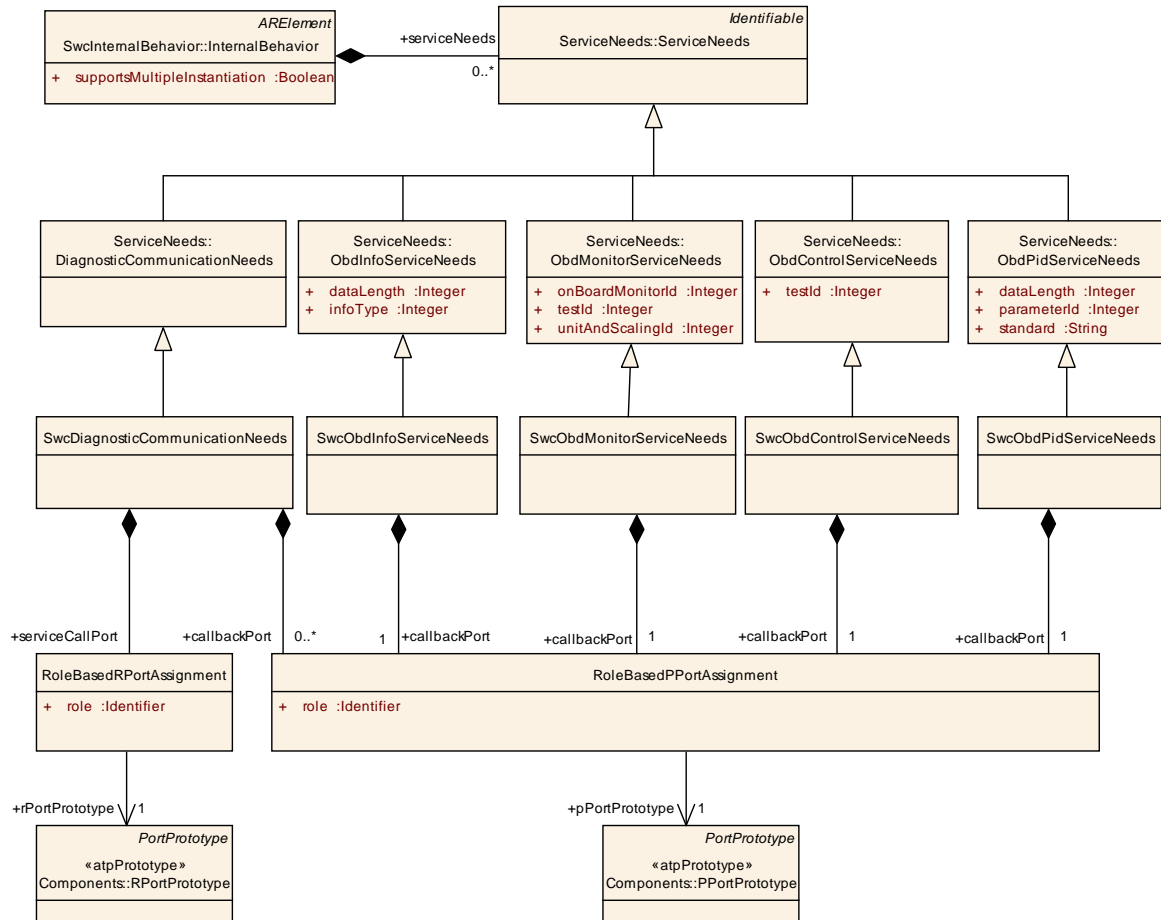 ARElement
SwcInternalBehavior::InternalBehavior
+ supportsMultipleInstantiation :Boolean
+serviceNeeds
0..*
Identifiable
ServiceNeeds::ServiceNeeds
ServiceNeeds::
DiagnosticCommunicationNeeds
ServiceNeeds::
ObdInfoServiceNeeds
+ dataLength :Integer
+ infoType :Integer
ServiceNeeds::
ObdMonitorServiceNeeds
+ onBoardMonitorId :Integer
+ testId :Integer
+ unitAndScalingId :Integer
ServiceNeeds::
ObdControlServiceNeeds
+ testId :Integer
ServiceNeeds::
ObdPidServiceNeeds
+ dataLength :Integer
+ parameterId :Integer
+ standard :String
SwcDiagnosticCommunicationNeeds
SwcObdInfoServiceNeeds
SwcObdMonitorServiceNeeds
SwcObdControlServiceNeeds
SwcObdPidServiceNeeds
+serviceCallPort
+callbackPort
0..*
1
+callbackPort
+callbackPort
1
+callbackPort
1
+callbackPort
1
RoleBasedRPortAssignment
+ role :Identifier
RoleBasedPPortAssignment
+ role :Identifier
+rPortPrototype
1
+pPortPrototype
1
PortPrototype
«atpPrototype»
Components::RPortPrototype
PortPrototype
«atpPrototype»
Components::PPortPrototype